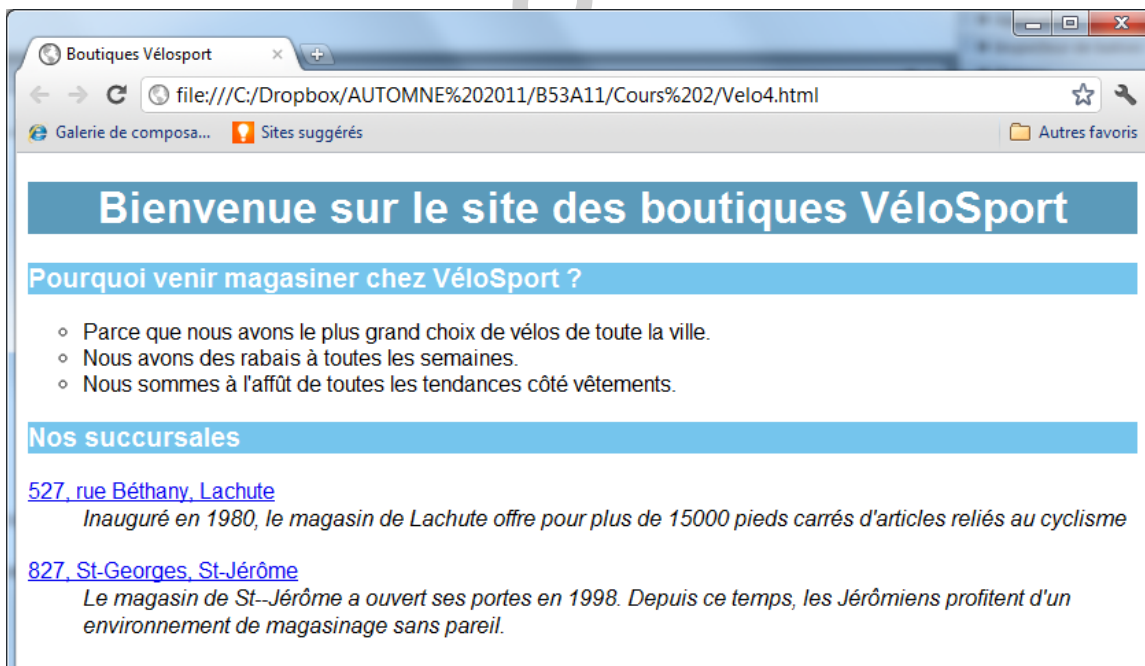 Boutiques Vélosport
file:///C:/Dropbox/AUTOMNE%202011/B53A11/Cours%202/Velo4.html
Galerie de composa... Sites suggérés Autres favoris
Bienvenue sur le site des boutiques VéloSport
Pourquoi venir magasiner chez VéloSport ?
Parce que nous avons le plus grand choix de vélos de toute la ville.
Nous avons des rabais à toutes les semaines.
Nous sommes à l'affût de toutes les tendances côté vêtements.
Nos succursales
527, rue Béthany, Lachute
Inauguré en 1980, le magasin de Lachute offre pour plus de 15000 pieds carrés d'articles reliés au cyclisme
827, St-Georges, St-Jérôme
Le magasin de St--Jérôme a ouvert ses portes en 1998. Depuis ce temps, les Jérômiens profitent d'un
environnement de magasinage sans pareil.